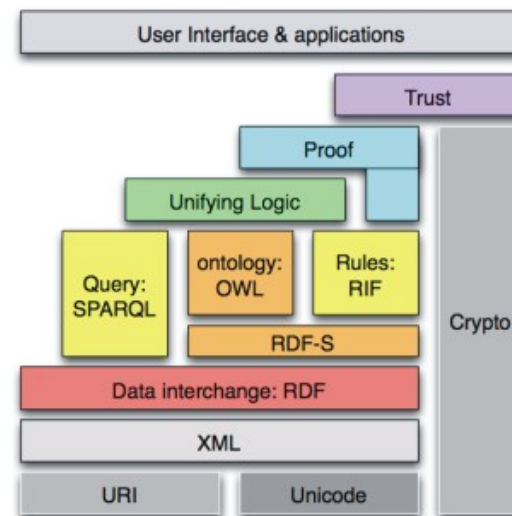 User Interface & applications
Trust
Proof
Unifying Logic
Query:
SPARQL
ontology:
OWL
Rules:
RIF
Crypto
RDF-S
Data interchange: RDF
XML
URI
Unicode